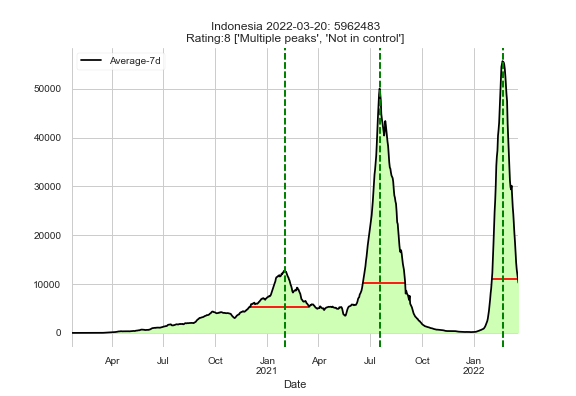 Indonesia 2022-03-20: 5962483
Rating:8 ['Multiple peaks', 'Not in control']
Average-7d
50000
40000
30000
20000
10000
0
Apr Jul Oct Jan Apr Jul Oct Jan
2021 2022
Date